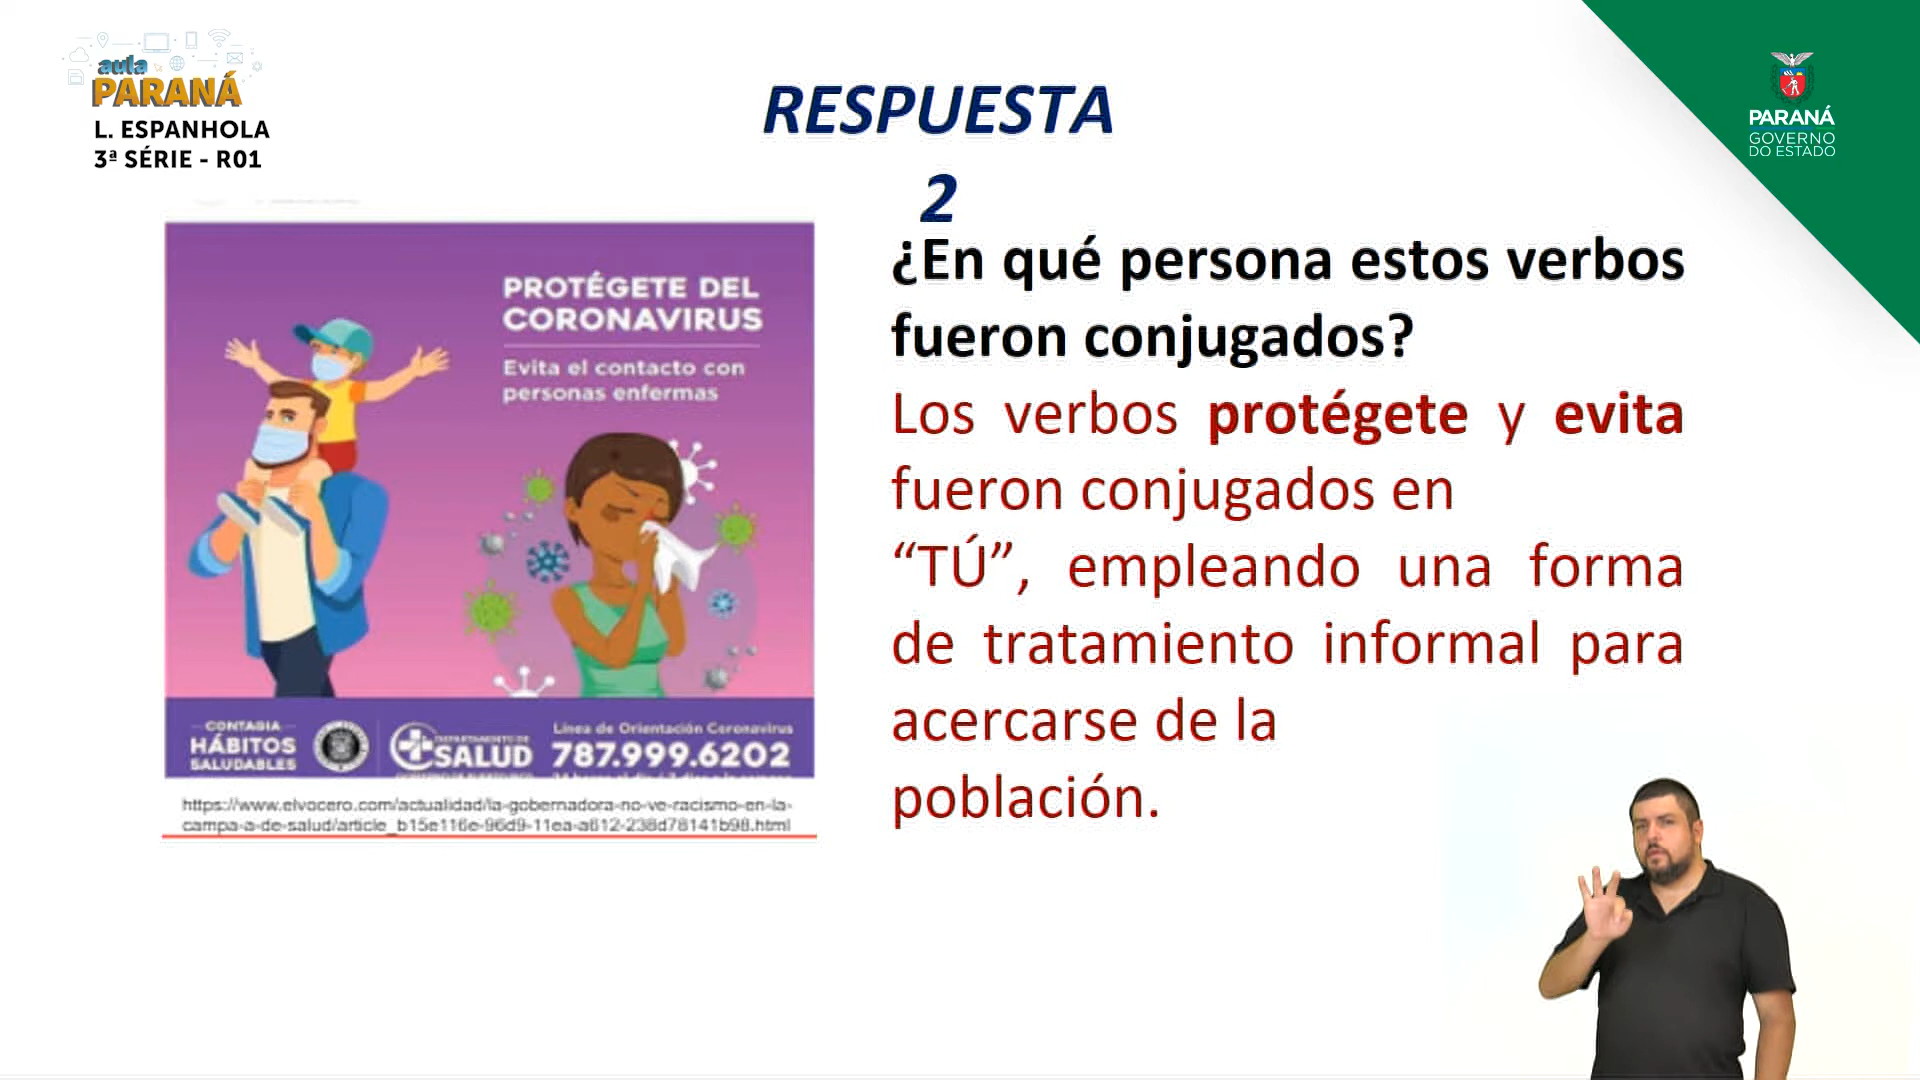 aula
PARANÁ
L. ESPANHOLA
3ª SÉRIE - R01
RESPUESTA
2
PARANÁ
GOVERNO
DO ESTADO
PROTÉGETE DEL
CORONAVIRUS
Evita el contacto con
personas enfermas
CONTAGIA
HÁBITOS
SALUDABLES
DEPARTAMENTO DE
SALUD
Línea de Orientación Coronavirus
787.999.6202
https://www.elvocero.com/actualidad/la-gobernadora-no-ve-racismo-en-la-
campa-a-de-salud/article_b15e116e-96d9-11ea-a612-238d78141b98.html
¿En qué persona estos verbos
fueron conjugados?
Los verbos protégete y evita
fueron conjugados en
“TÚ”, empleando una forma
de tratamiento informal para
acercarse de la
población.